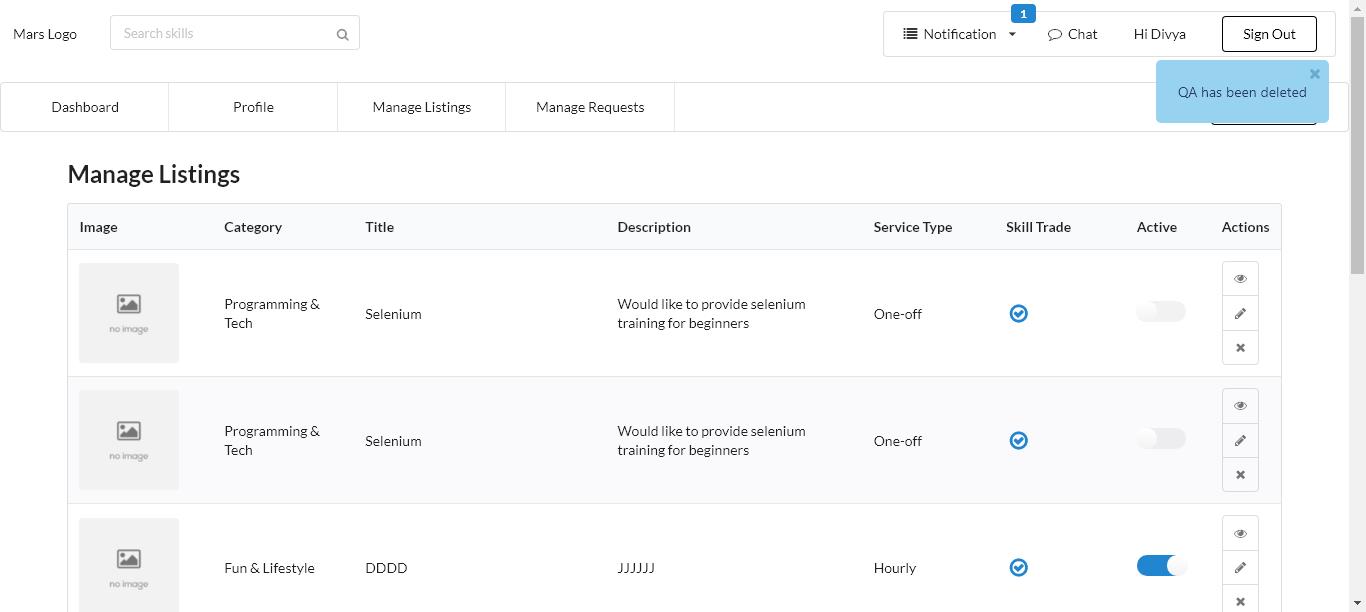 Mars Logo
Search skills
Notification
1
Chat
Hi Divya
Sign Out
QA has been deleted
Dashboard
Profile
Manage Listings
Manage Requests
Manage Listings
Image
Category
Title
Description
Service Type
Skill Trade
Active
Actions
no image
Programming &
Tech
Selenium
Would like to provide selenium
training for beginners
One-off
no image
Programming &
Tech
Selenium
Would like to provide selenium
training for beginners
One-off
no image
Fun & Lifestyle
DDDD
JJJJJJ
Hourly